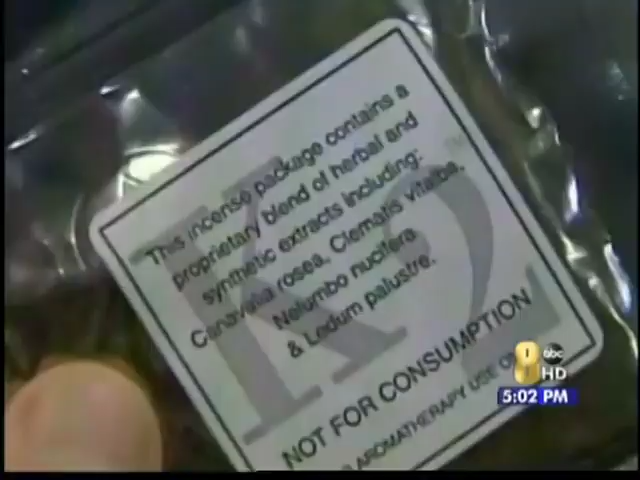 This incense package contains a
proprietary blend of herbal and
synthetic extracts including:
Canavalia rosea, Clematis vitalba,
Nelumbo nucifera
& Ledum palustre.
K2
TM
NOT FOR CONSUMPTION
AROMATHERAPY USE
8 abc
HD
5:02 PM